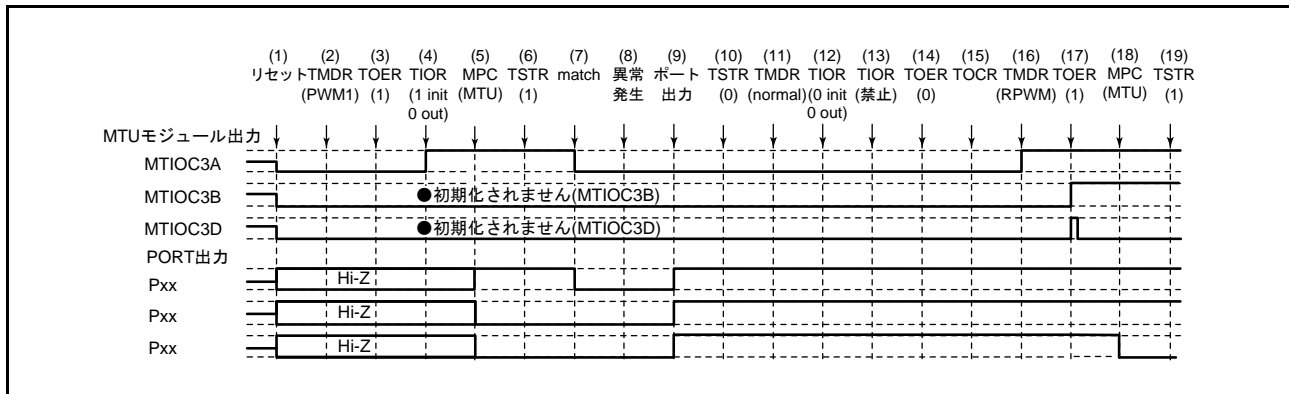 (1) (2) (3) (4) (5) (6) (7) (8) (9) (10) (11) (12) (13) (14) (15) (16) (17) (18) (19)
リセット TMDR TOER TIOR MPC TSTR match 異常 ポート TSTR TMDR TIOR TIOR TOER TOCR TMDR TOER MPC TSTR
(PWM1) (1) (1 init (MTU) (1) 発生 出力 (0) (normal) (0 init (禁止) (0) (RPWM) (1) (MTU) (1)
0 out) 0 out)
MTUモジュール出力
MTIOC3A
MTIOC3B ●初期化されません(MTIOC3B)
MTIOC3D ●初期化されません(MTIOC3D)
PORT出力
Pxx Hi-Z
Pxx Hi-Z
Pxx Hi-Z